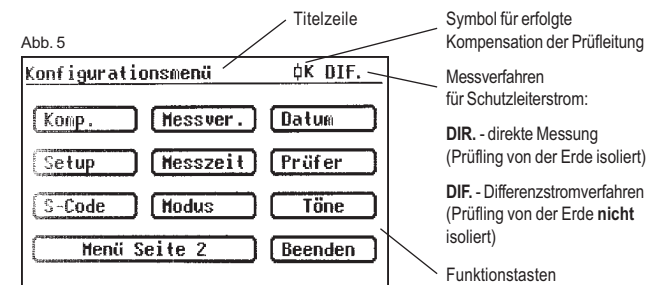 Abb. 5
Titelzeile
Symbol für erfolgte
Kompensation der Prüfleitung
Konfigurationsmenü ¢K DIF.
Messverfahren
für Schutzleiterstrom:
DIR. - direkte Messung
(Prüfling von der Erde isoliert)
DIF. - Differenzstromverfahren
(Prüfling von der Erde nicht
isoliert)
Komp. Messver. Datum
Setup Messzeit Prüfer
S-Code Modus Töne
Menü Seite 2 Beenden
Funktionstasten